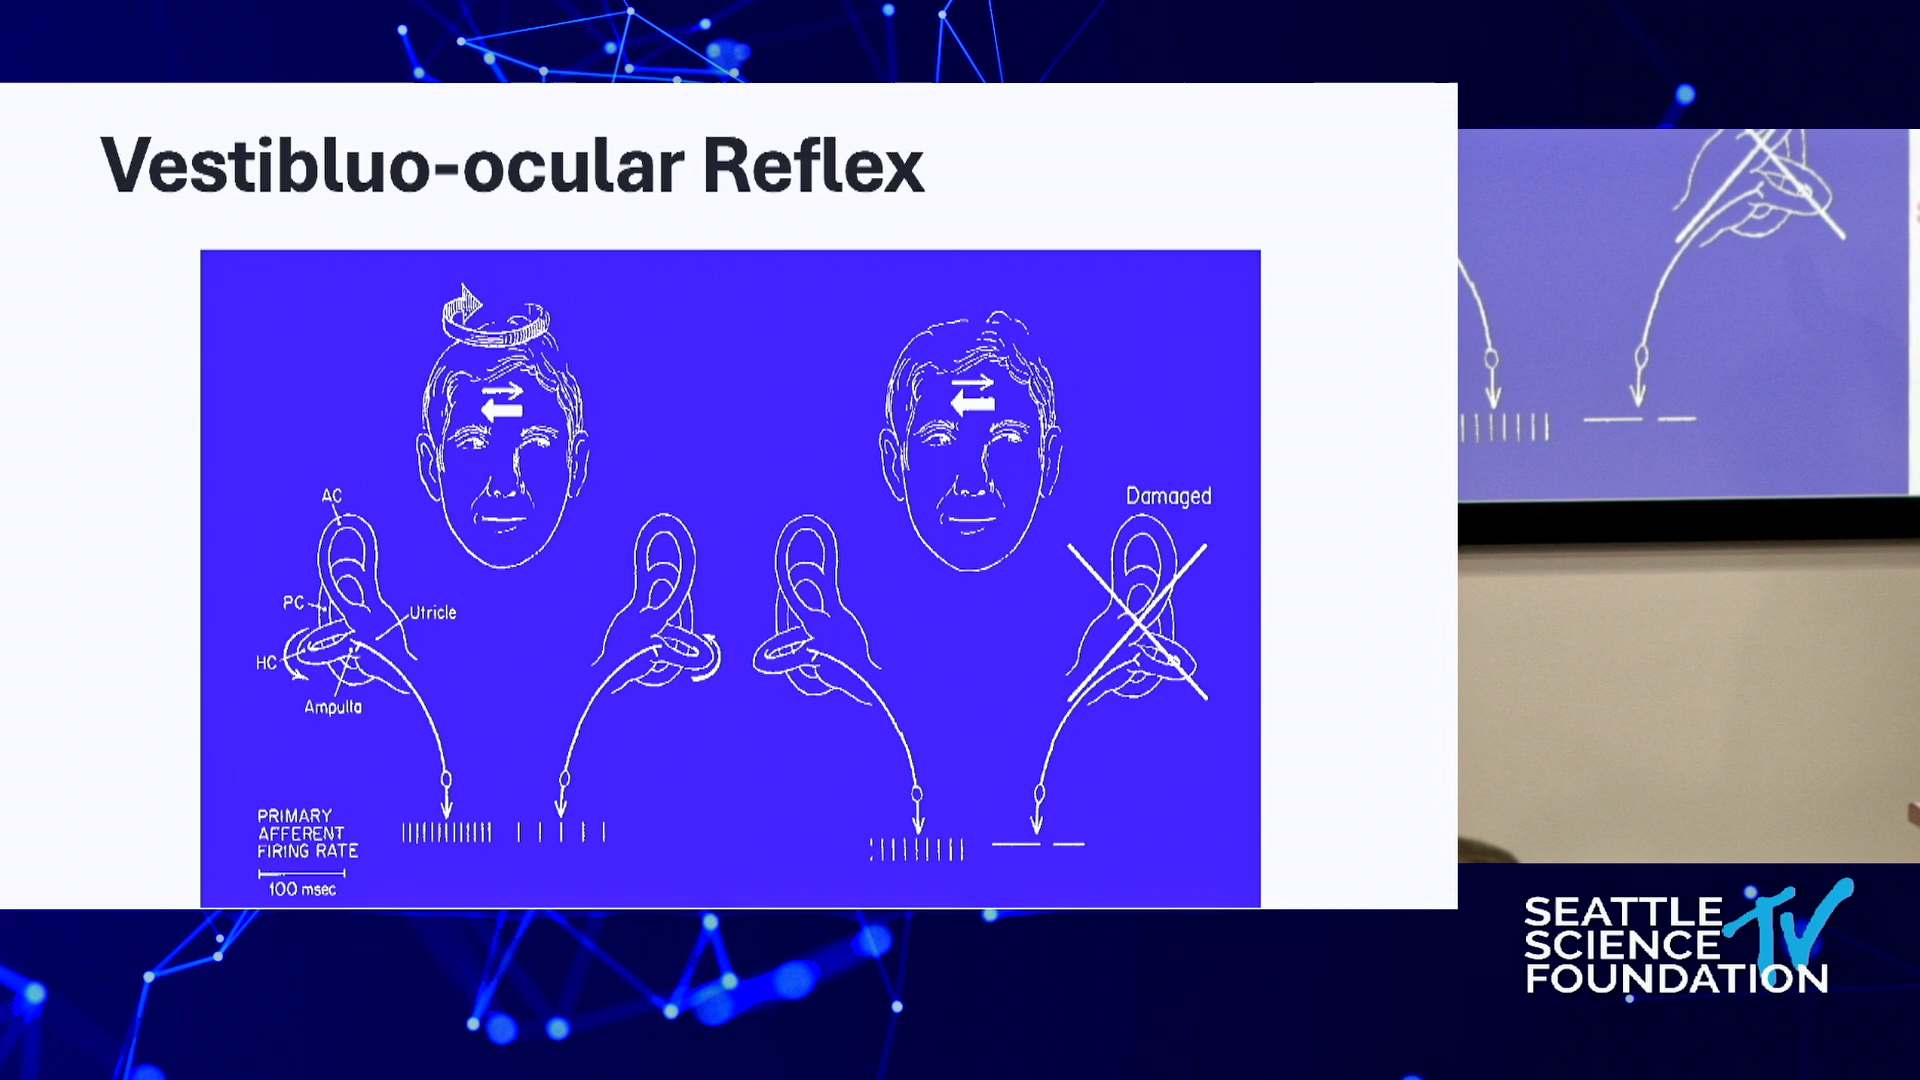 Vestibluo-ocular Reflex
AC
PC
Utricle
HC
Ampulla
Damaged
PRIMARY
AFFERENT
FIRING RATE
100 msec
SEATTLE
SCIENCE
FOUNDATION
TV